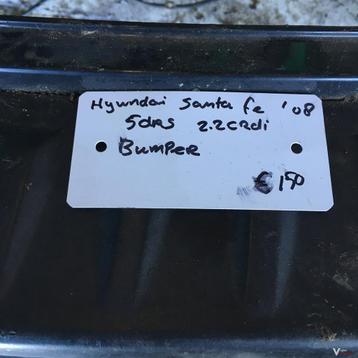 Hyundai Santa fe '08
5drs 2.2CRdi
Bumper
€150